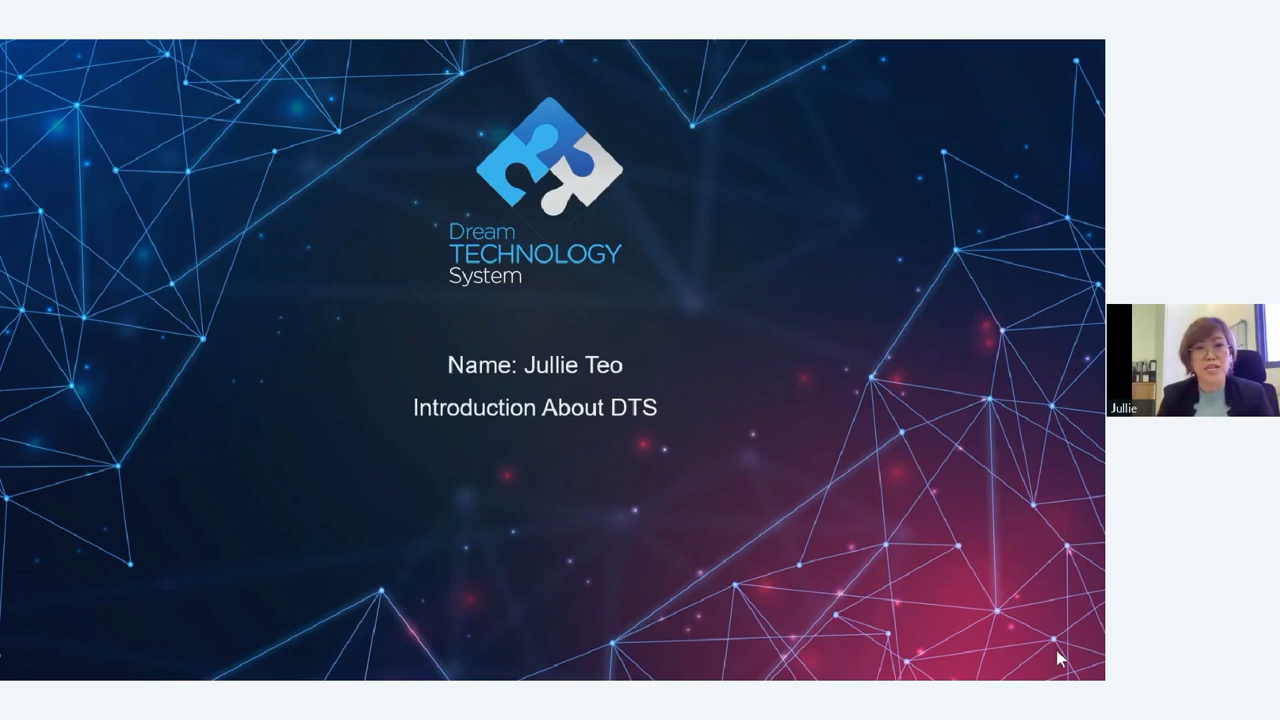 Dream
TECHNOLOGY
System
Name: Jullie Teo
Introduction About DTS
Jullie